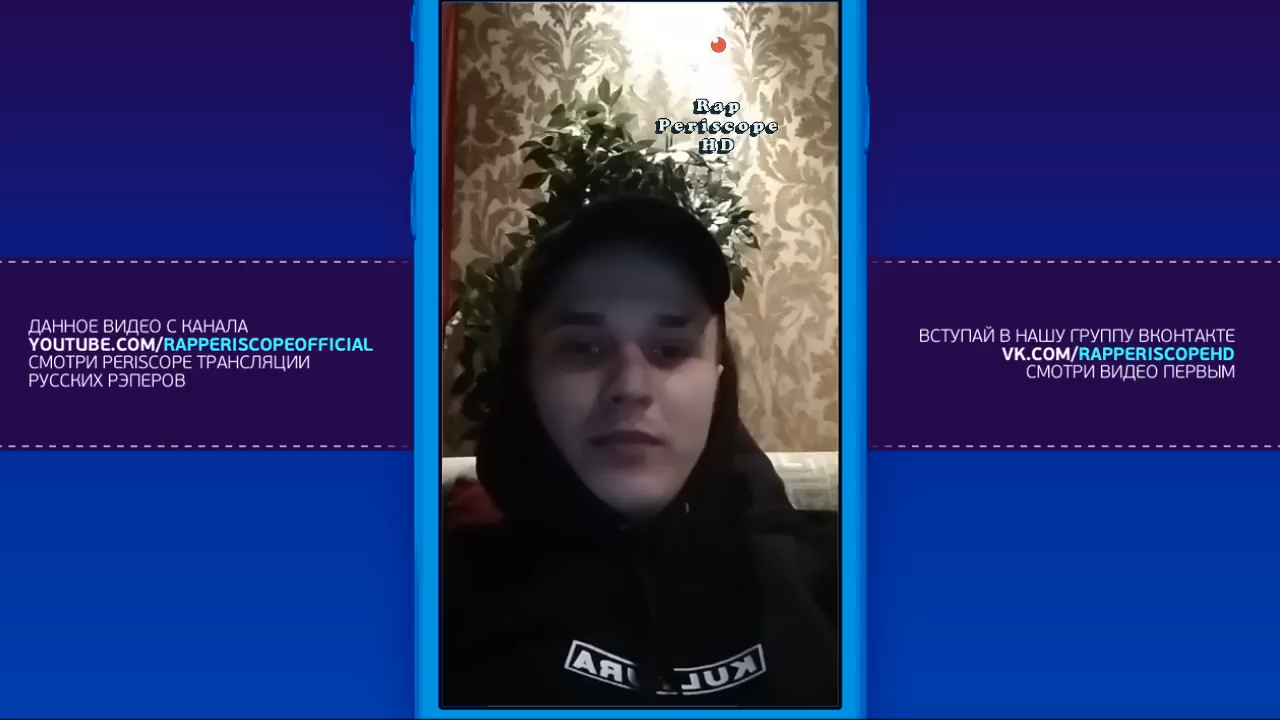 Rap
Periscope
HD
ДАННОЕ ВИДЕО С КАНАЛА
YOUTUBE.COM/RAPPERISCOPEOFFICIAL
СМОТРИ PERISCOPE ТРАНСЛЯЦИИ
РУССКИХ РЭПЕРОВ
ВСТУПАЙ В НАШУ ГРУППУ ВКОНТАКТЕ
VK.COM/RAPPERISCOPEHD
СМОТРИ ВИДЕО ПЕРВЫМ